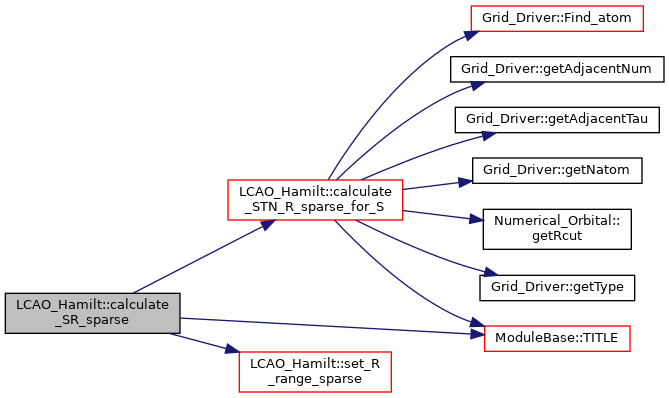 Grid_Driver::Find_atom
Grid_Driver::getAdjacentNum
Grid_Driver::getAdjacentTau
Grid_Driver::getNatom
LCAO_Hamilt::calculate
_STN_R_sparse_for_S
Numerical_Orbital::
getRcut
Grid_Driver::getType
LCAO_Hamilt::calculate
_SR_sparse
ModuleBase::TITLE
LCAO_Hamilt::set_R
_range_sparse